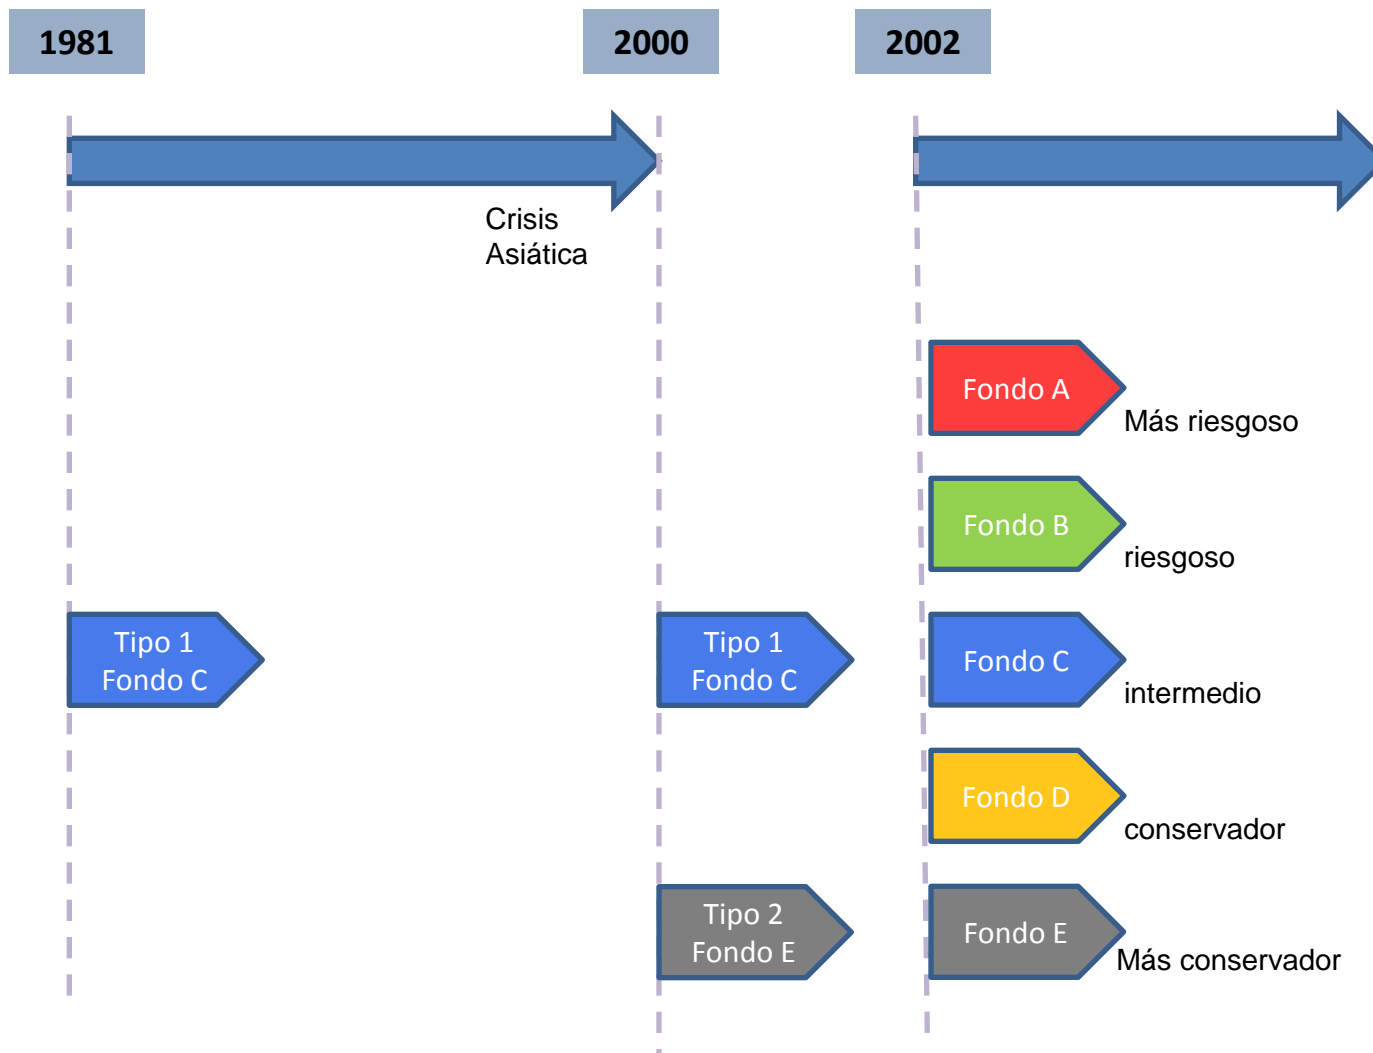 1981
2000
2002
Crisis
Asiática
Fondo A
Más riesgoso
Fondo B
riesgoso
Tipo 1
Fondo C
Tipo 1
Fondo C
Fondo C
intermedio
Fondo D
conservador
Tipo 2
Fondo E
Fondo E
Más conservador